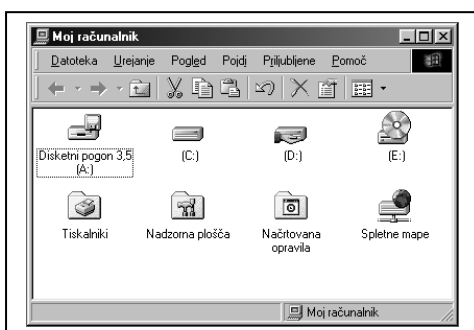 Moj računalnik
Datoteka Urejanje Pogled Pojdi Priljubljene Pomoč
Disketni pogon 3,5 (C:) (D:) (E:)
(A:)
Tiskalniki Nadzorna plošča Načrtovana Spletne mape
opravila
Moj računalnik